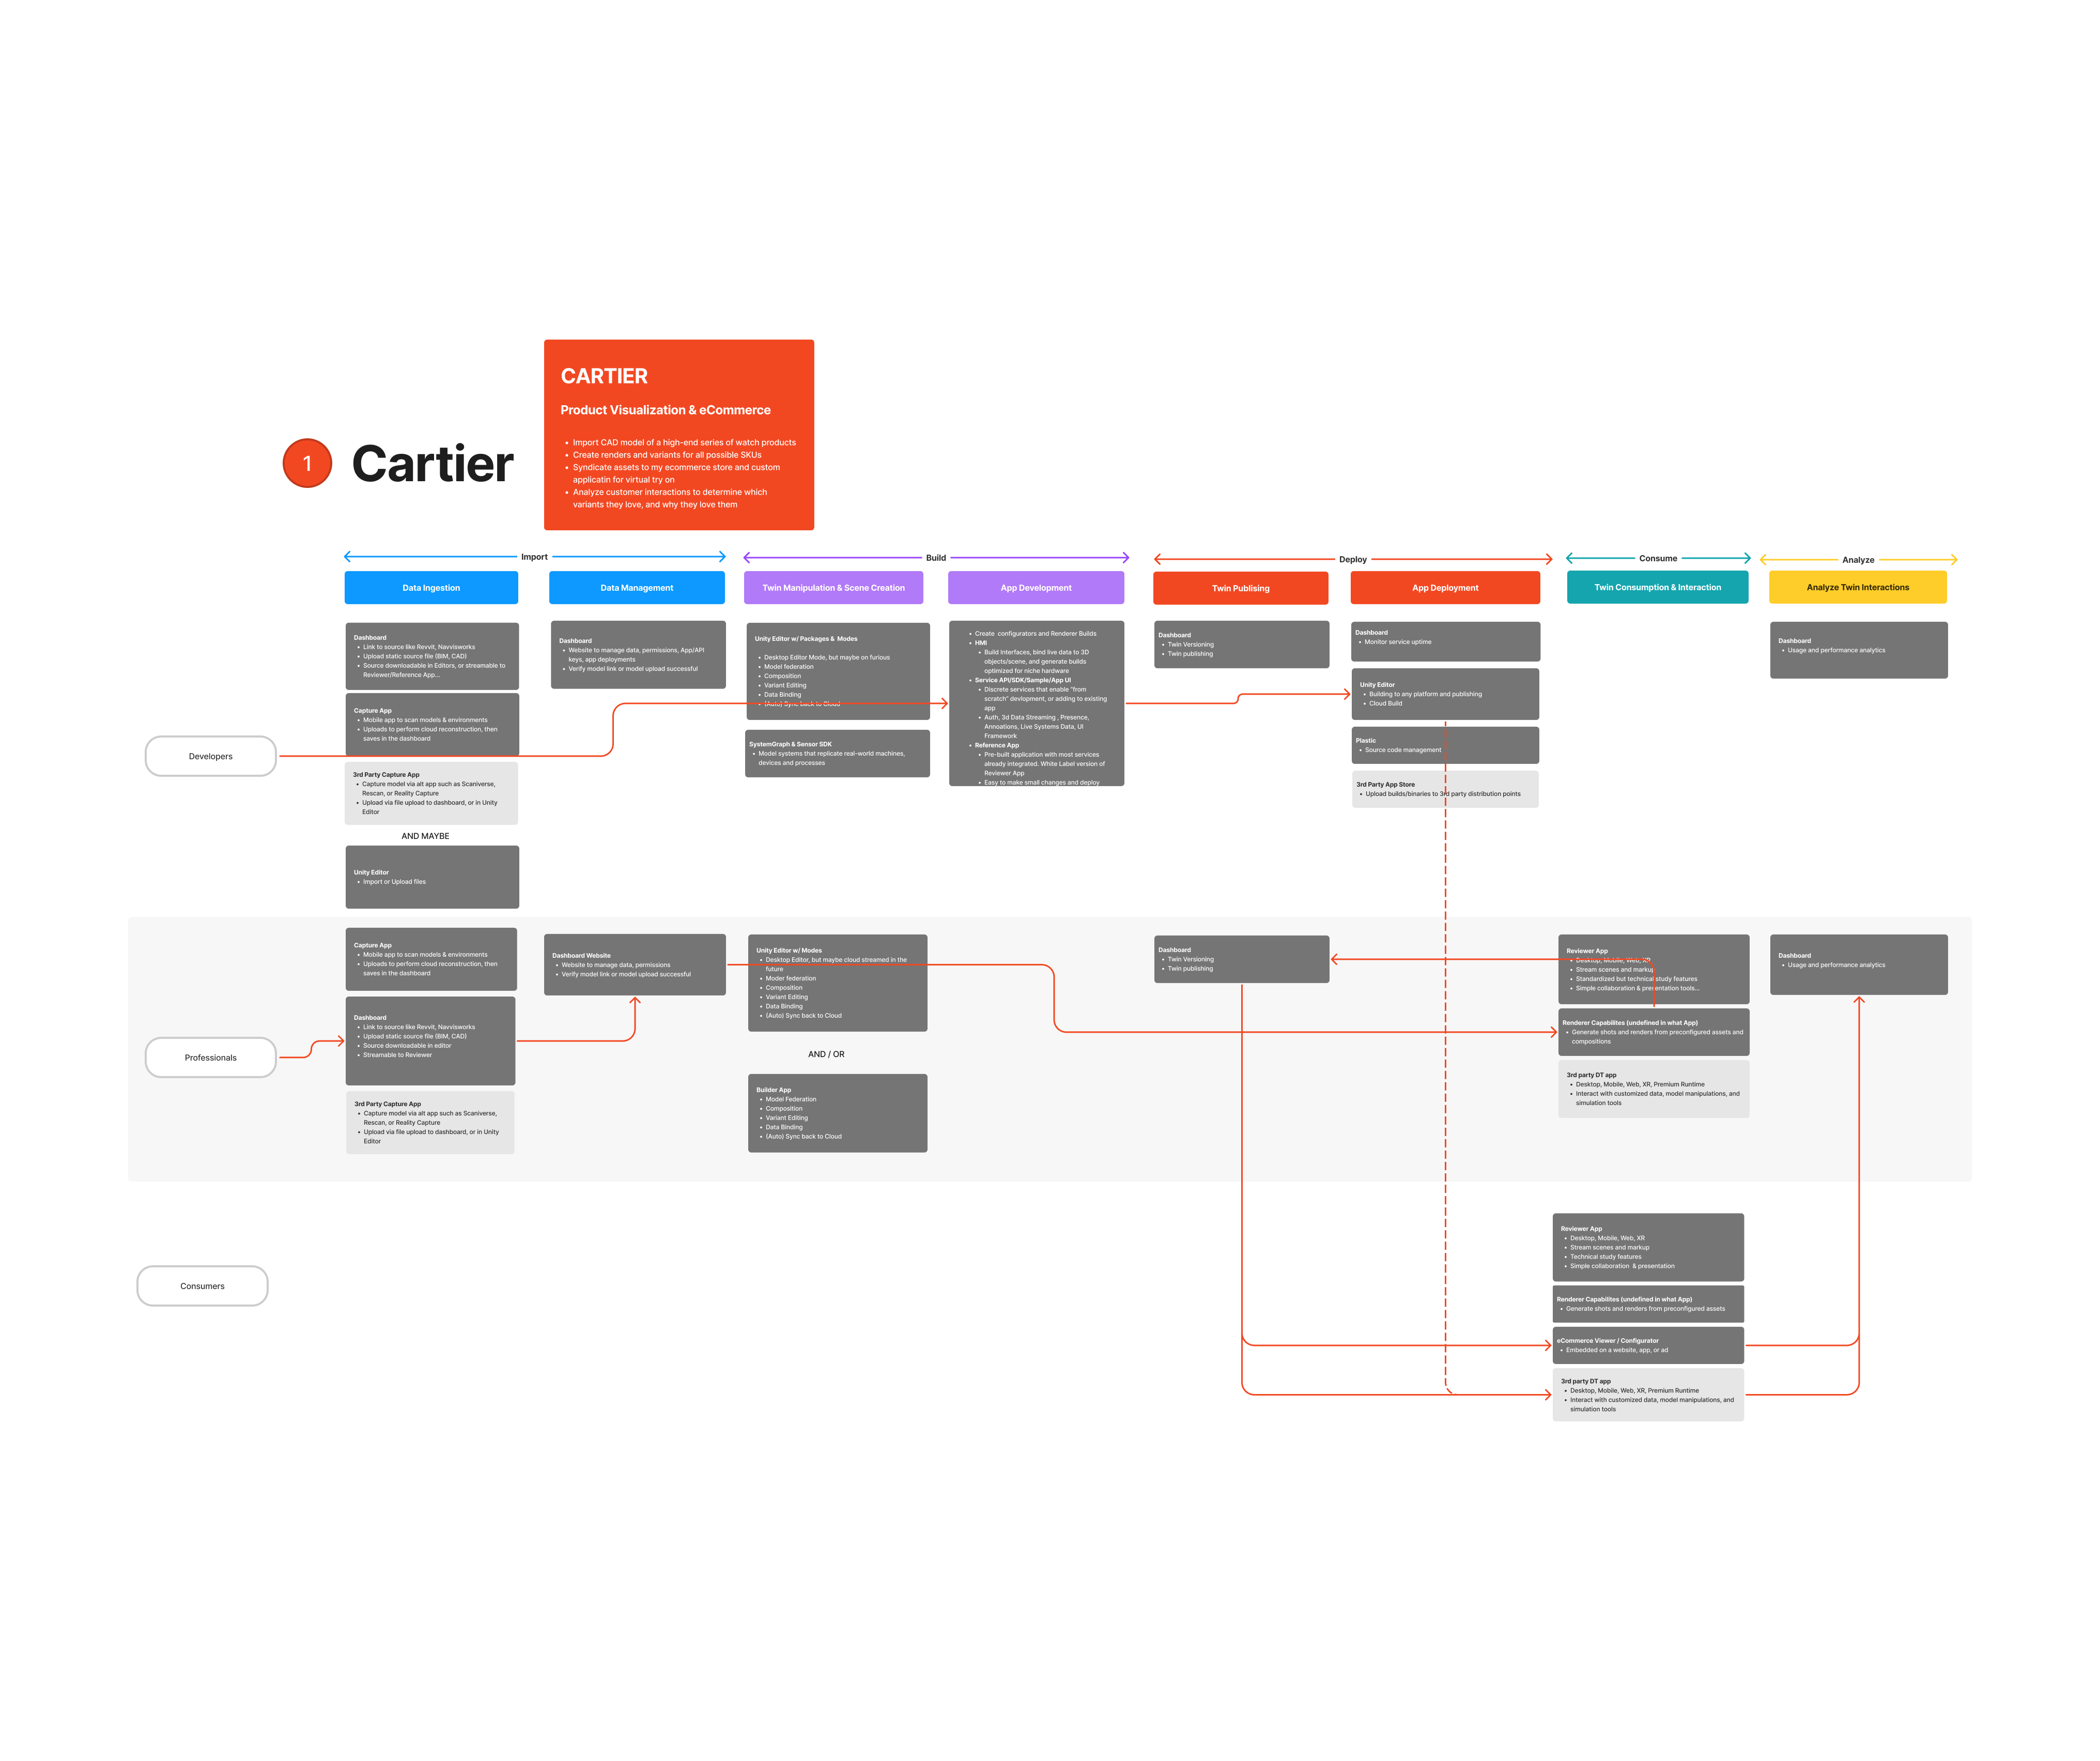 CARTIER
Product Visualization & eCommerce
• Import CAD model of a high-end series of watch products
• Create renders and variants for all possible SKUs
• Syndicate assets to my ecommerce store and custom
applicatin for virtual try on
• Analyze customer interactions to determine which
variants they love, and why they love them
1
Cartier
Import
Build
Deploy
Consume
Analyze
Data Ingestion
Data Management
Twin Manipulation & Scene Creation
App Development
Twin Publising
App Deployment
Twin Consumption & Interaction
Analyze Twin Interactions
Developers
Dashboard
• Link to source like Revvit, Navvisworks
• Upload static source file (BIM, CAD)
• Source downloadable in Editors, or streamable to
Reviewer/Reference App...
Capture App
• Mobile app to scan models & environments
• Uploads to perform cloud reconstruction, then
saves in the dashboard
3rd Party Capture App
• Capture model via alt app such as Scaniverse,
Rescan, or Reality Capture
• Upload via file upload to dashboard, or in Unity
Editor
AND MAYBE
Unity Editor
• Import or Upload files
Dashboard
• Website to manage data, permissions, App/API
keys, app deployments
• Verify model link or model upload successful
Unity Editor w/ Packages & Modes
• Desktop Editor Mode, but maybe on furious
• Model federation
• Composition
• Variant Editing
• Data Binding
• (Auto) Sync back to Cloud
SystemGraph & Sensor SDK
• Model systems that replicate real-world machines,
devices and processes
• Create configurators and Renderer Builds
• HMI
• Build Interfaces, bind live data to 3D
objects/scene, and generate builds
optimized for niche hardware
• Service API/SDK/Sample/App UI
• Discrete services that enable "from
scratch" devlopment, or adding to existing
app
• Auth, 3d Data Streaming , Presence,
Annoations, Live Systems Data, UI
Framework
• Reference App
• Pre-built application with most services
already integrated. White Label version of
Reviewer App
• Easy to make small changes and deploy
Dashboard
• Twin Versioning
• Twin publishing
Dashboard
• Monitor service uptime
Unity Editor
• Building to any platform and publishing
• Cloud Build
Plastic
• Source code management
3rd Party App Store
• Upload builds/binaries to 3rd party distribution points
Dashboard
• Usage and performance analytics
Professionals
Capture App
• Mobile app to scan models & environments
• Uploads to perform cloud reconstruction, then
saves in the dashboard
Dashboard
• Link to source like Revvit, Navvisworks
• Upload static source file (BIM, CAD)
• Source downloadable in editor
• Streamable to Reviewer
3rd Party Capture App
• Capture model via alt app such as Scaniverse,
Rescan, or Reality Capture
• Upload via file upload to dashboard, or in Unity
Editor
Dashboard Website
• Website to manage data, permissions
• Verify model link or model upload successful
Unity Editor w/ Modes
• Desktop Editor, but maybe cloud streamed in the
future
• Moder federation
• Composition
• Variant Editing
• Data Binding
• (Auto) Sync back to Cloud
AND / OR
Builder App
• Model Federation
• Composition
• Variant Editing
• Data Binding
• (Auto) Sync back to Cloud
Dashboard
• Twin Versioning
• Twin publishing
Reviewer App
• Desktop, Mobile, Web, XR
• Stream scenes and markup
• Standardized but technical study features
• Simple collaboration & presentation tools...
Renderer Capabilites (undefined in what App)
• Generate shots and renders from preconfigured assets and
compositions
3rd party DT app
• Desktop, Mobile, Web, XR, Premium Runtime
• Interact with customized data, model manipulations, and
simulation tools
Dashboard
• Usage and performance analytics
Consumers
Reviewer App
• Desktop, Mobile, Web, XR
• Stream scenes and markup
• Technical study features
• Simple collaboration & presentation
Renderer Capabilites (undefined in what App)
• Generate shots and renders from preconfigured assets
eCommerce Viewer / Configurator
• Embedded on a website, app, or ad
3rd party DT app
• Desktop, Mobile, Web, XR, Premium Runtime
• Interact with customized data, model manipulations, and
simulation tools